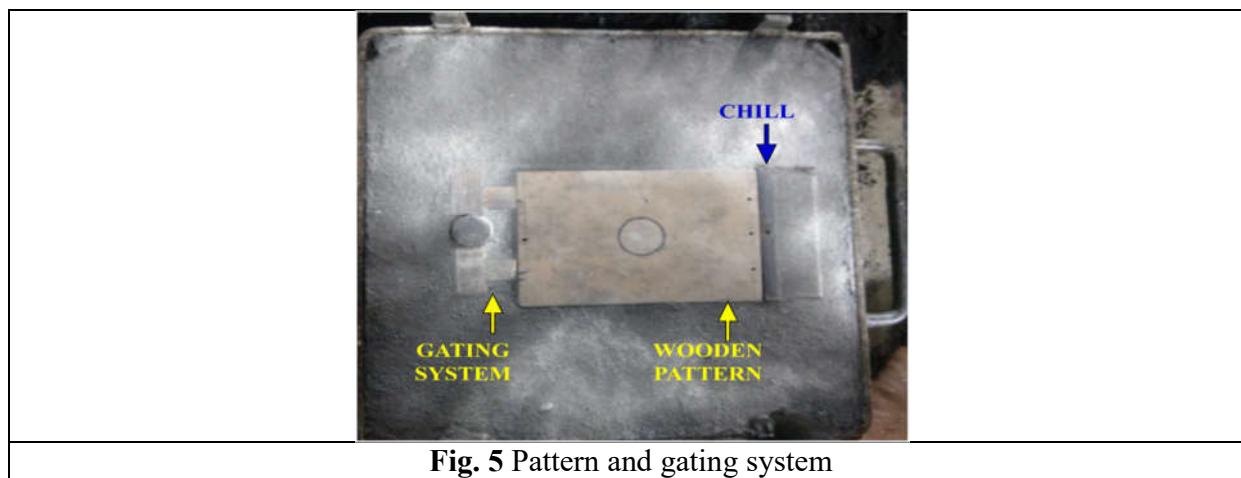 CHILL
GATING
SYSTEM
WOODEN
PATTERN
Fig. 5 Pattern and gating system